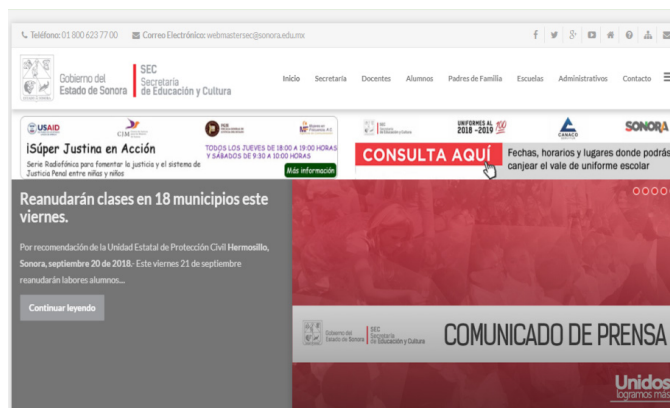 Teléfono: 01 800 623 77 00 Correo Electrónico: webmastersec@sonora.edu.mx
Gobierno del
Estado de Sonora
SEC
Secretaría
de Educación y Cultura
Inicio Secretaría Docentes Alumnos Padres de Familia Escuelas Administrativos Contacto
USAID
CIM
¡Súper Justina en Acción
Serie Radiofónica para fomentar la justicia y el sistema de
Justicia Penal entre niñas y niños
TODOS LOS JUEVES DE 18:00 A 19:00 HORAS
Y SÁBADOS DE 9:30 A 10:00 HORAS
Más información
UNIFORMES AL 100
2018 -2019
CANACO
SONORA
CONSULTA AQUÍ
Fechas, horarios y lugares donde podrás
canjear el vale de uniforme escolar
Reanudarán clases en 18 municipios este
viernes.
Por recomendación de la Unidad Estatal de Protección Civil Hermosillo,
Sonora, septiembre 20 de 2018.- Este viernes 21 de septiembre
reanudarán labores alumnos...
Continuar leyendo
Gobierno del
Estado de Sonora
SEC
Secretaría
de Educación y Cultura
COMUNICADO DE PRENSA
Unidos
logramos más